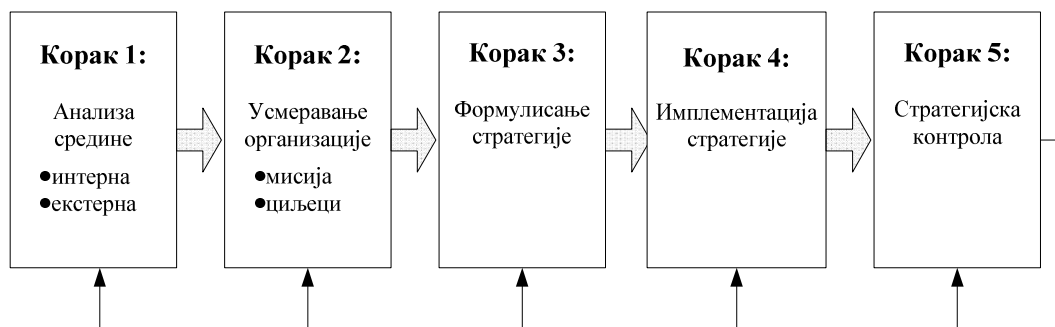 Корак 1:
Анализа
средине
●интерна
●екстерна
Корак 2:
Усмеравање
организације
●мисија
●циљеци
Корак 3:
Формулисање
стратегије
Корак 4:
Имплементација
стратегије
Корак 5:
Стратегијска
контрола